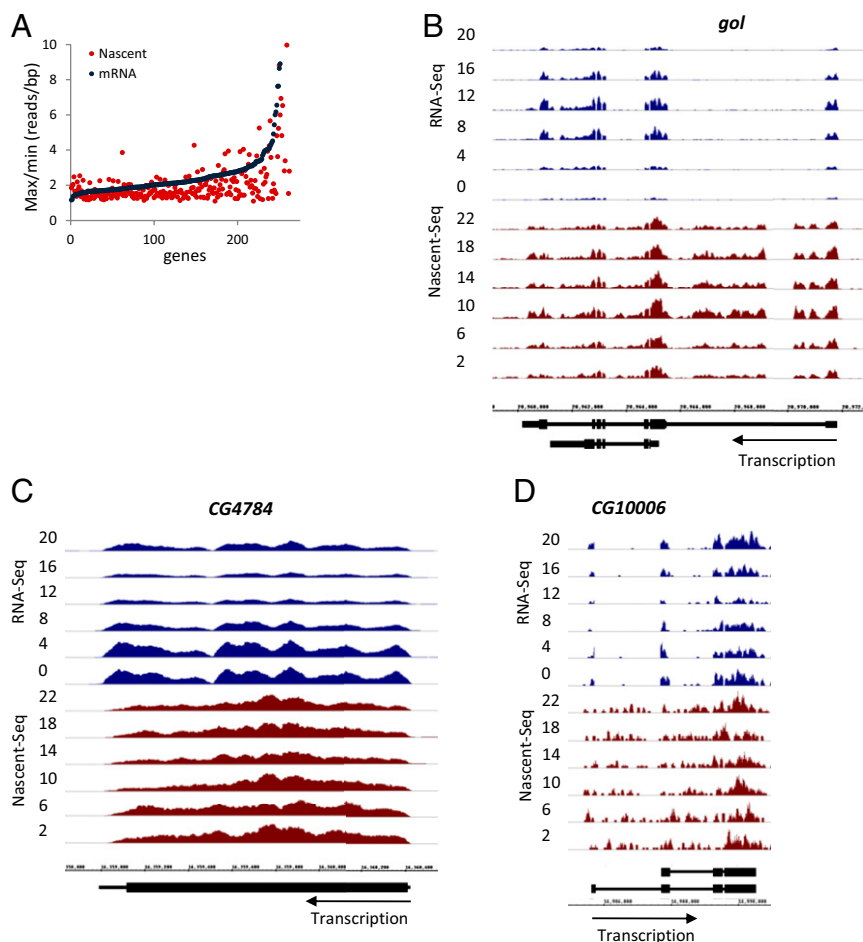 A
Nascent
mRNA
Max/min (reads/bp)
10
8
6
4
2
0
0
100
200
genes
B
gol
RNA-Seq
20
16
12
8
4
0
Nascent-Seq
22
18
14
10
6
2
Transcription
C
CG4784
RNA-Seq
20
16
12
8
4
0
Nascent-Seq
22
18
14
10
6
2
Transcription
D
CG10006
RNA-Seq
20
16
12
8
4
0
Nascent-Seq
22
18
14
10
6
2
Transcription